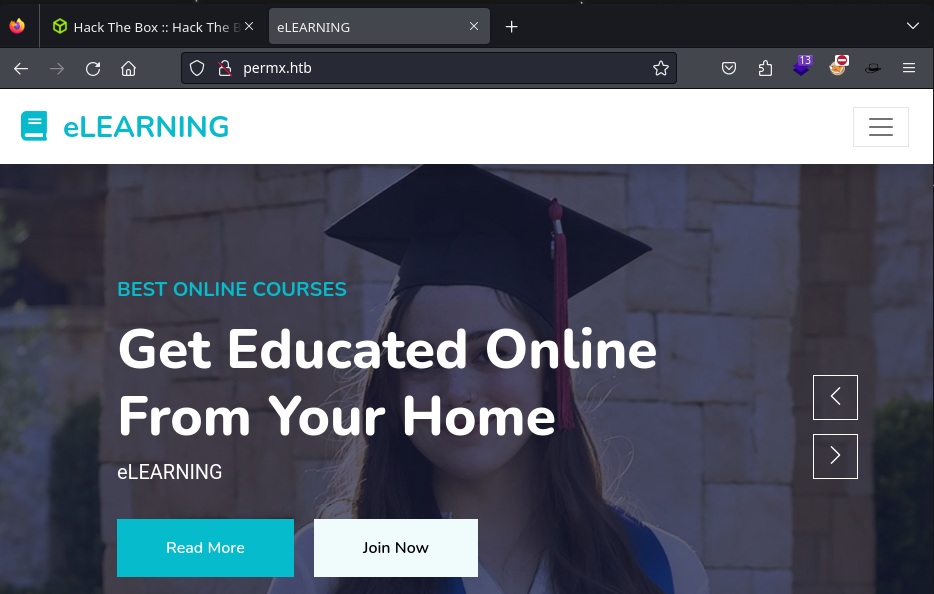 Hack The Box :: Hack The B
eLEARNING
permx.htb
13
eLEARNING
BEST ONLINE COURSES
Get Educated Online
From Your Home
eLEARNING
Read More
Join Now